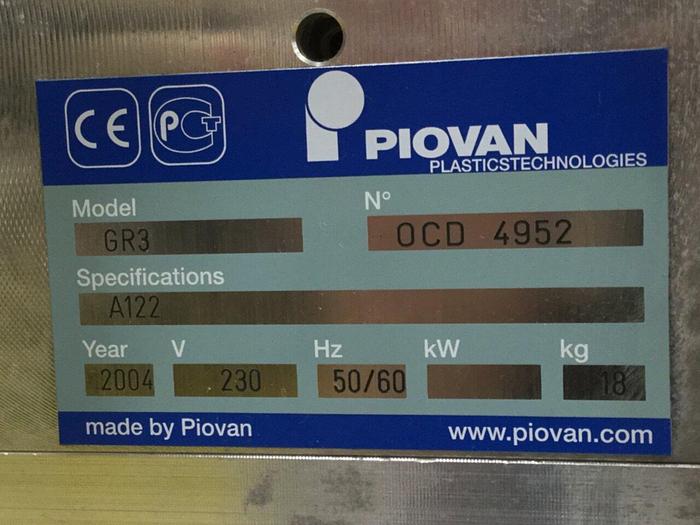 CE PCT PIOVAN
PLASTICSTECHNOLOGIES
Model N°
GR3 OCD 4952
Specifications
A122
Year V Hz kW kg
2004 230 50/60 18
made by Piovan www.piovan.com